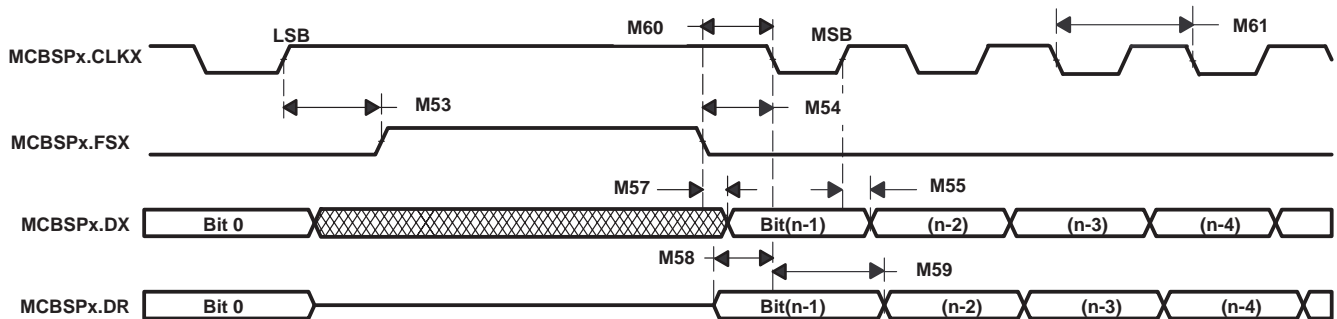 LSB M60 MSB M61
MCBSPx.CLKX
M53 M54
MCBSPx.FSX
M57 M55
MCBSPx.DX Bit 0 Bit(n-1) (n-2) (n-3) (n-4)
M58 M59
MCBSPx.DR Bit 0 Bit(n-1) (n-2) (n-3) (n-4)